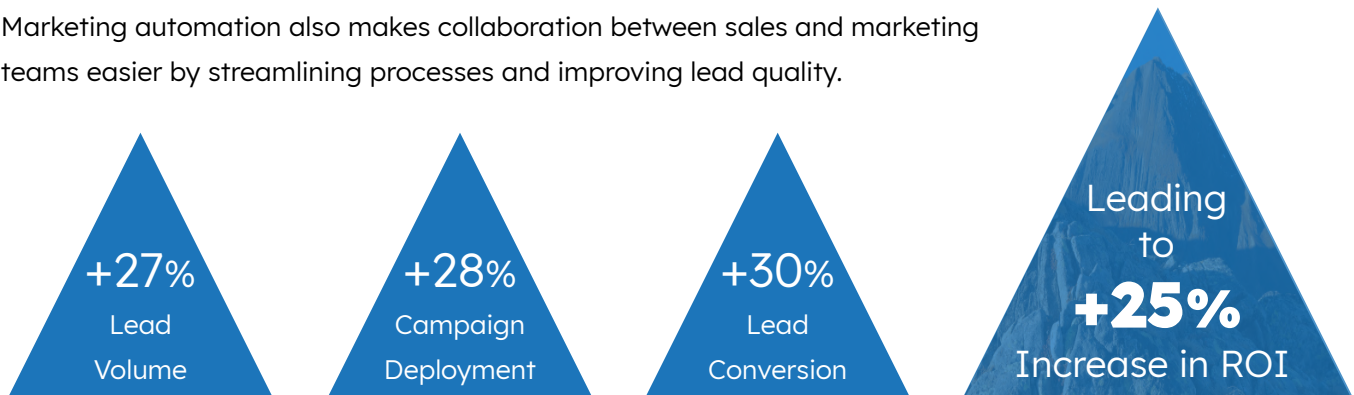 Marketing automation also makes collaboration between sales and marketing
teams easier by streamlining processes and improving lead quality.
+27%
Lead
Volume
+28%
Campaign
Deployment
+30%
Lead
Conversion
Leading
to
+25%
Increase in ROI